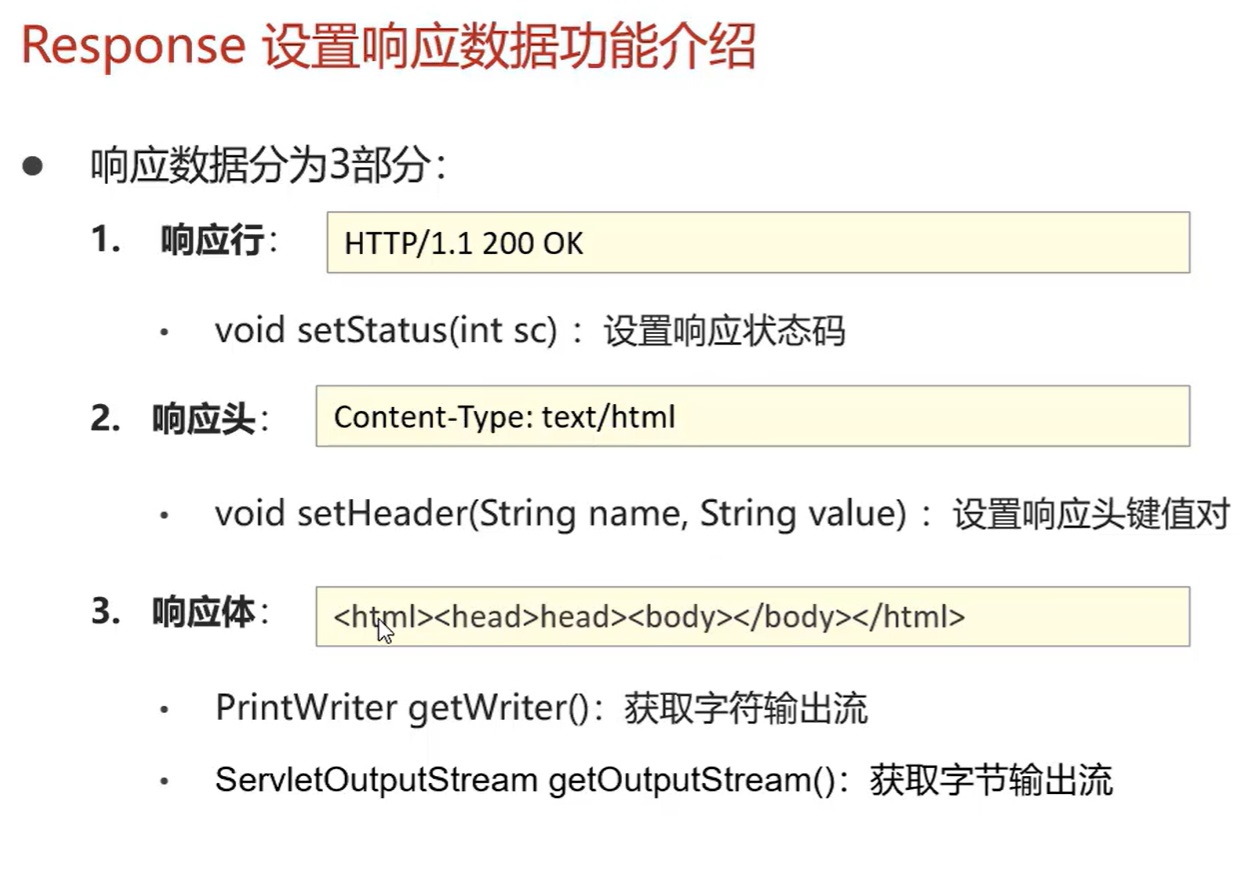 Response 设置响应数据功能介绍
● 响应数据分为3部分：
1. 响应行： HTTP/1.1 200 OK
• void setStatus(int sc) ：设置响应状态码
2. 响应头： Content-Type: text/html
• void setHeader(String name, String value) ：设置响应头键值对
3. 响应体： <html><head>head><body></body></html>
• PrintWriter getWriter()：获取字符输出流
• ServletOutputStream getOutputStream()：获取字节输出流